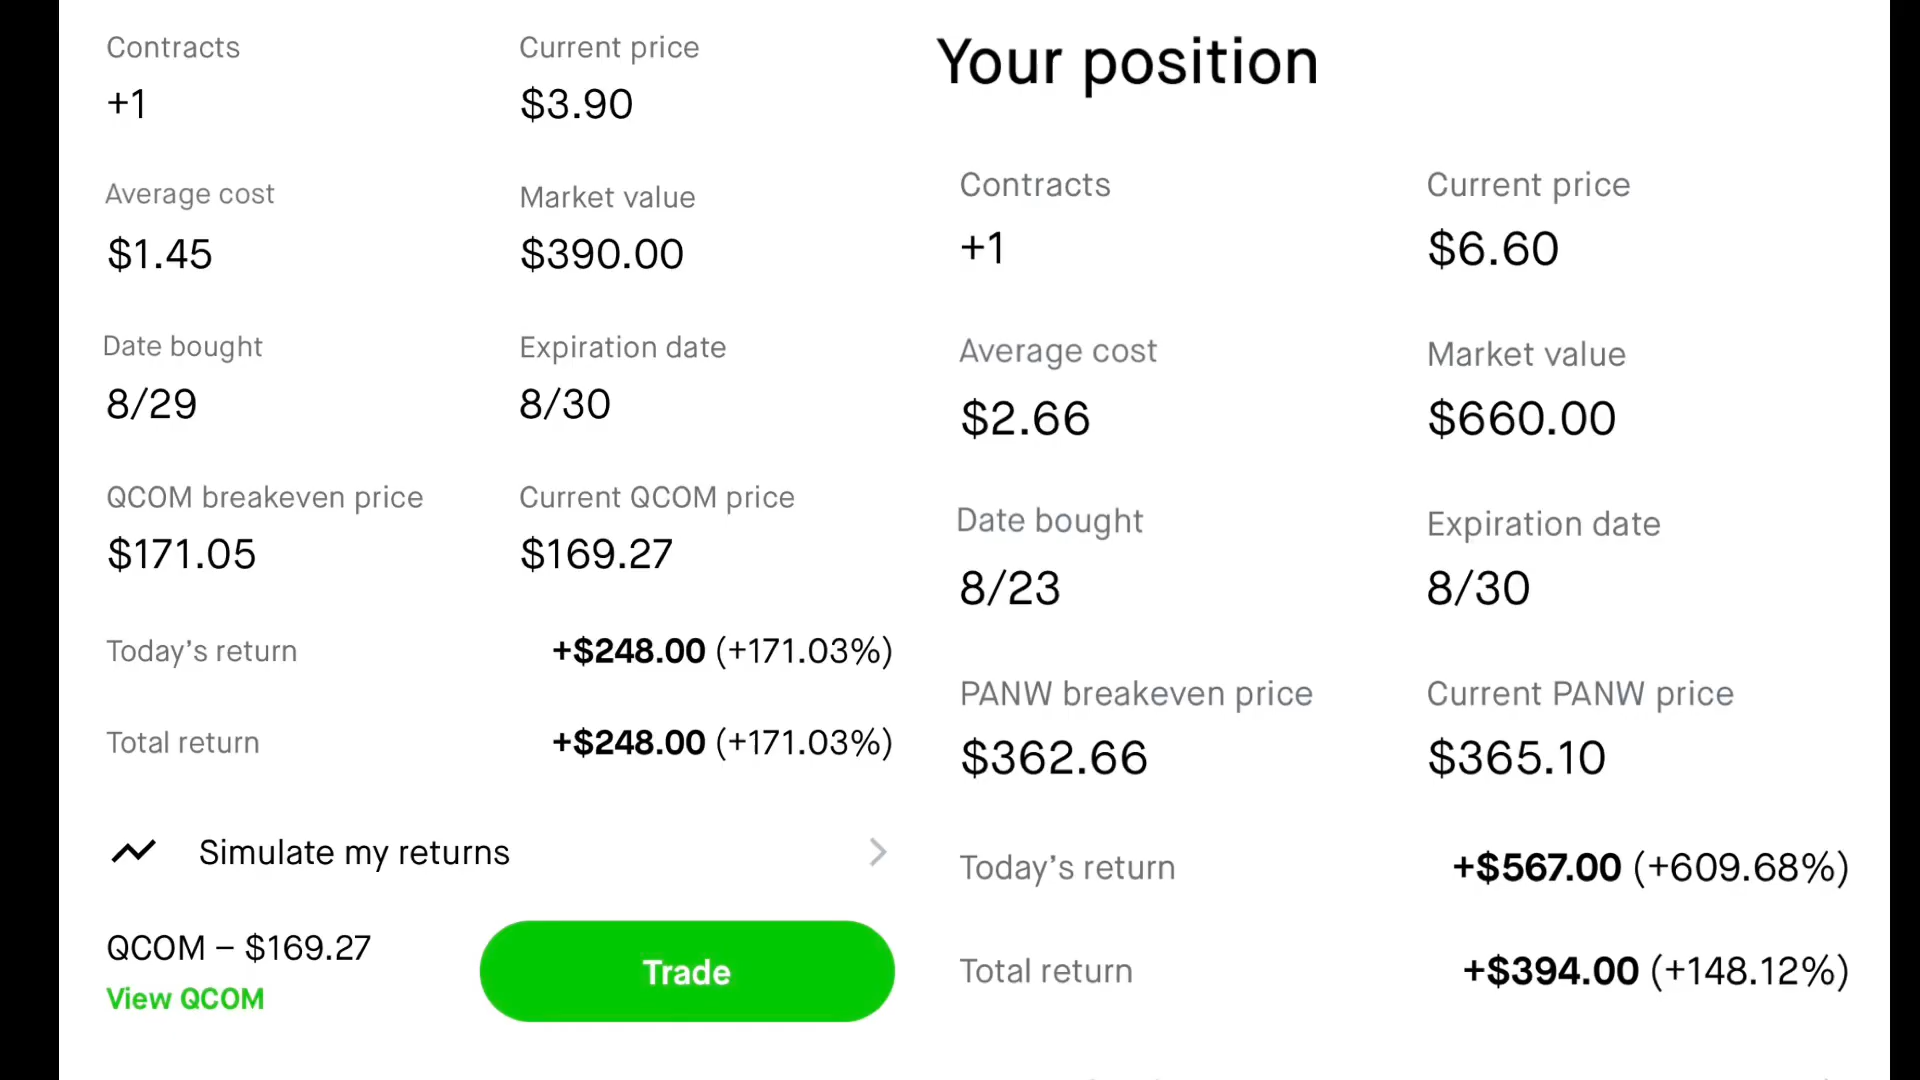 Contracts
Current price
+1
$3.90
Average cost
Market value
$1.45
$390.00
Date bought
Expiration date
8/29
8/30
QCOM breakeven price
Current QCOM price
$171.05
$169.27
Today's return
+$248.00 (+171.03%)
Total return
+$248.00 (+171.03%)
Simulate my returns
QCOM – $169.27
View QCOM
Trade
Your position
Contracts
Current price
+1
$6.60
Average cost
Market value
$2.66
$660.00
Date bought
Expiration date
8/23
8/30
PANW breakeven price
Current PANW price
$362.66
$365.10
Today's return
+$567.00 (+609.68%)
Total return
+$394.00 (+148.12%)